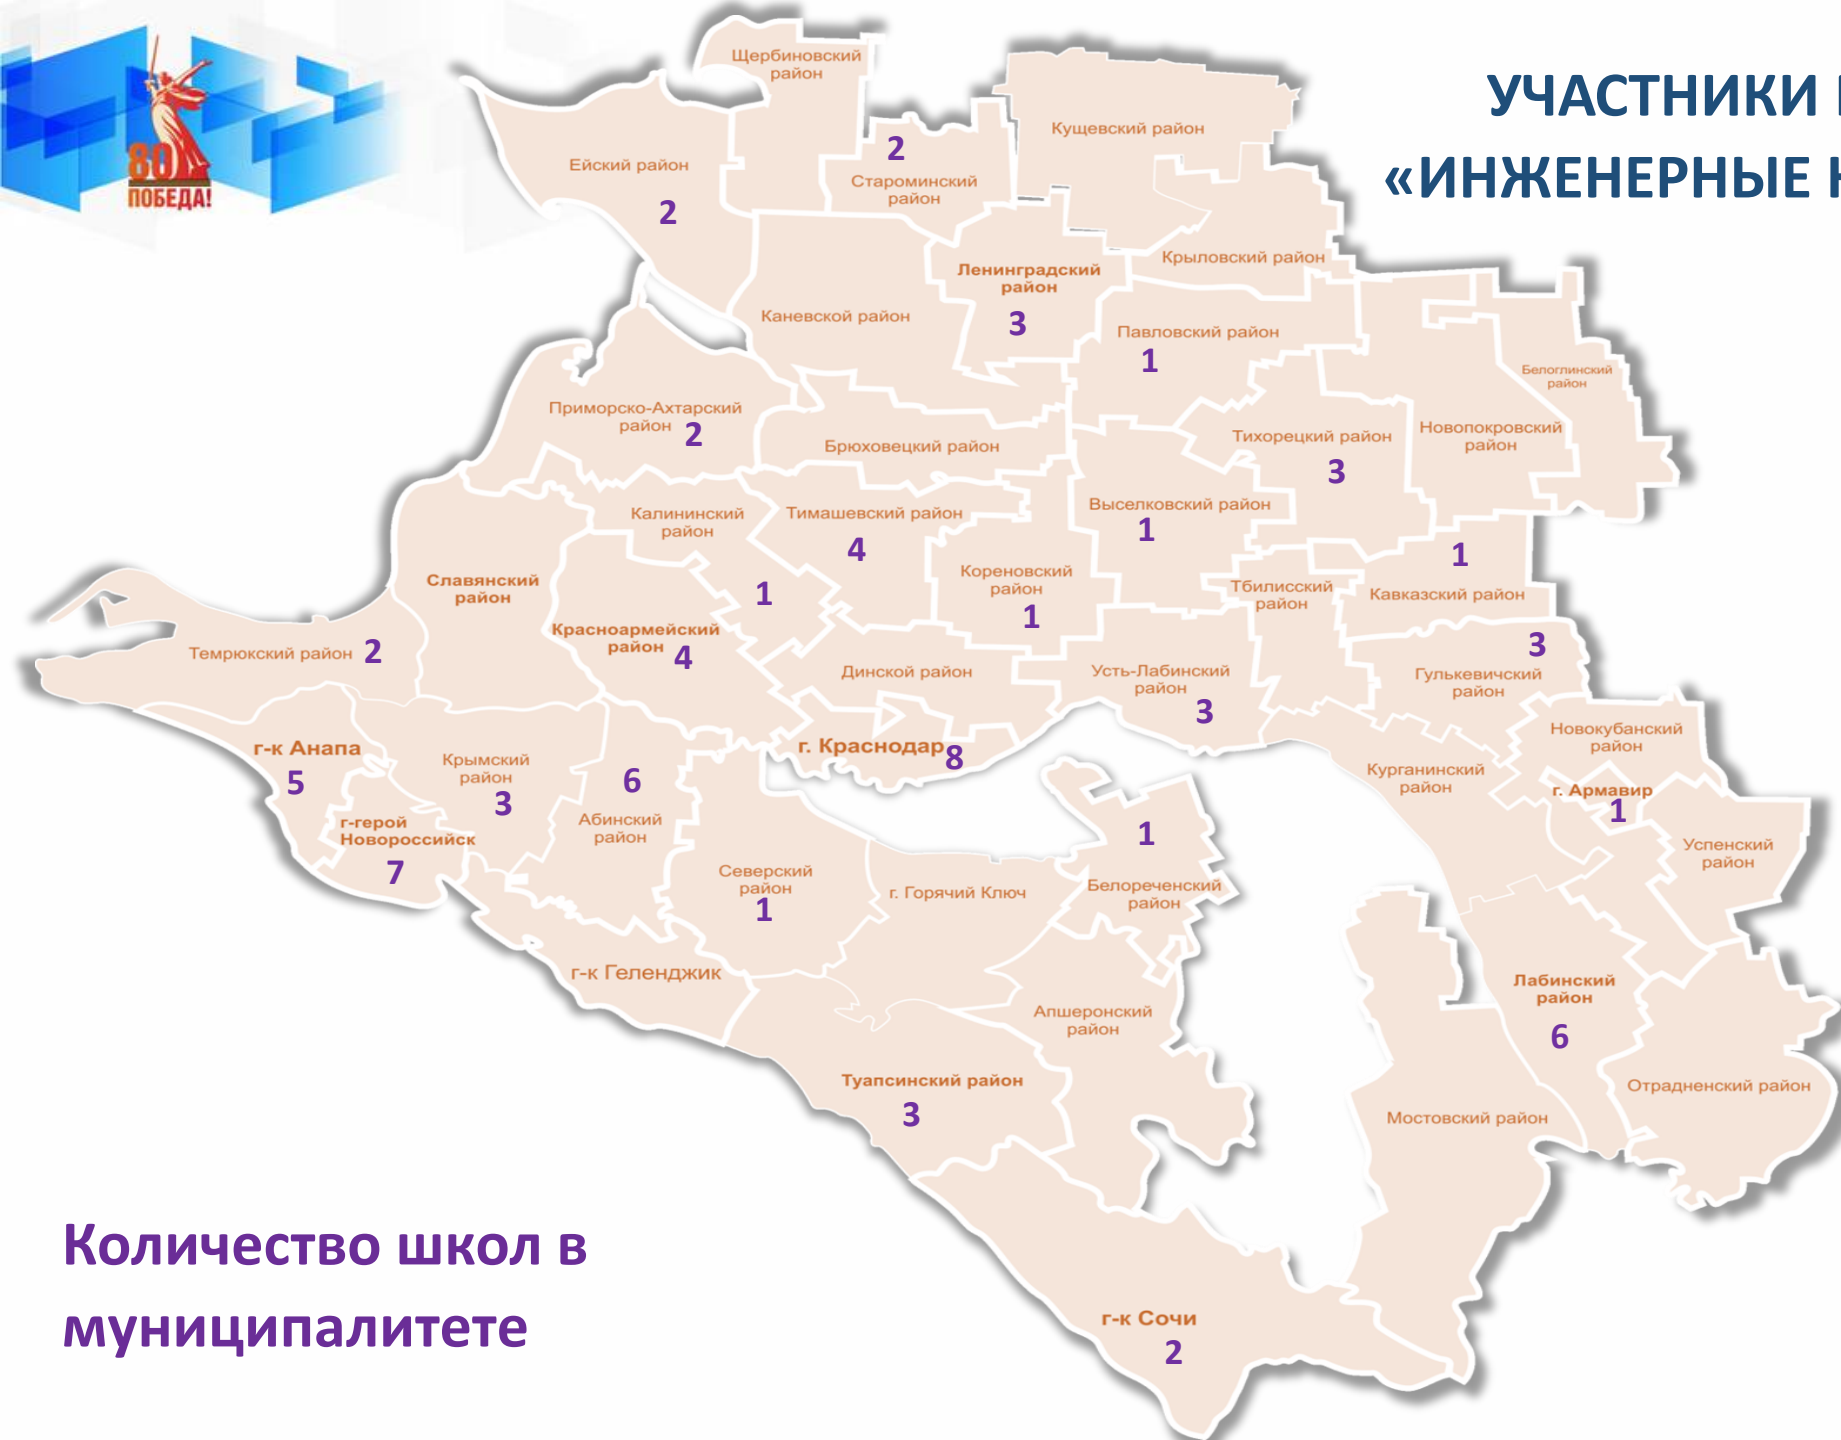 80
ПОБЕДА!
УЧАСТНИКИ
«ИНЖЕНЕРНЫЕ
Щербиновский
район
Кущевский район
Ейский район
2
2
Староминский
район
Крыловский район
Ленинградский
район
3
Каневской район
Павловский район
1
Белоглинский
район
Приморско-Ахтарский
район 2
Брюховецкий район
Тихорецкий район
3
Новопокровский
район
Калининский
район
1
Тимашевский район
4
Выселковский район
1
Кореновский
район
1
Тбилисский
район
1
Кавказский район
Славянский
район
Красноармейский
район 4
Темрюкский район 2
Динской район
Усть-Лабинский
район
3
3
Гулькевичский
район
г-к Анапа
5
Крымский
район
3
6
Абинский
район
г. Краснодар 8
Новокубанский
район
Курганинский
район
г. Армавир
1
г-герой
Новороссийск
7
Успенский
район
Северский
район
1
г. Горячий Ключ
1
Белореченский
район
г-к Геленджик
Апшеронский
район
Лабинский
район
6
Туапсинский район
3
Отрадненский район
Мостовский район
г-к Сочи
2
Количество школ в
муниципалитете